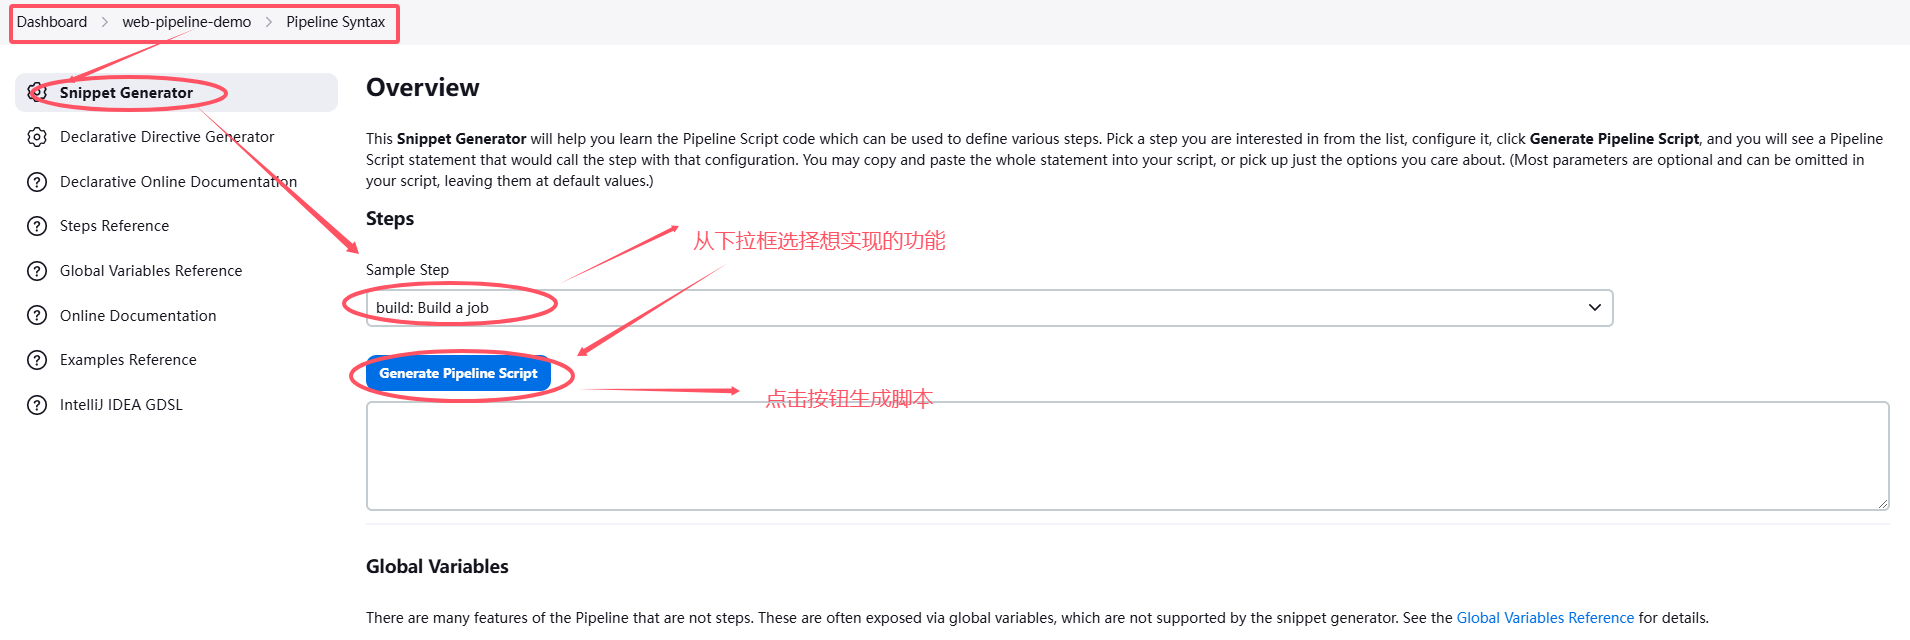 Dashboard > web-pipeline-demo > Pipeline Syntax
Snippet Generator
Declarative Directive Generator
Declarative Online Documentation
Steps Reference
Global Variables Reference
Online Documentation
Examples Reference
IntelliJ IDEA GDSL
Overview
This Snippet Generator will help you learn the Pipeline Script code which can be used to define various steps. Pick a step you are interested in from the list, configure it, click Generate Pipeline Script, and you will see a Pipeline
Script statement that would call the step with that configuration. You may copy and paste the whole statement into your script, or pick up just the options you care about. (Most parameters are optional and can be omitted in
your script, leaving them at default values.)
Steps
从下拉框选择想实现的功能
Sample Step
build: Build a job
Generate Pipeline Script
点击按钮生成脚本
Global Variables
There are many features of the Pipeline that are not steps. These are often exposed via global variables, which are not supported by the snippet generator. See the Global Variables Reference for details.